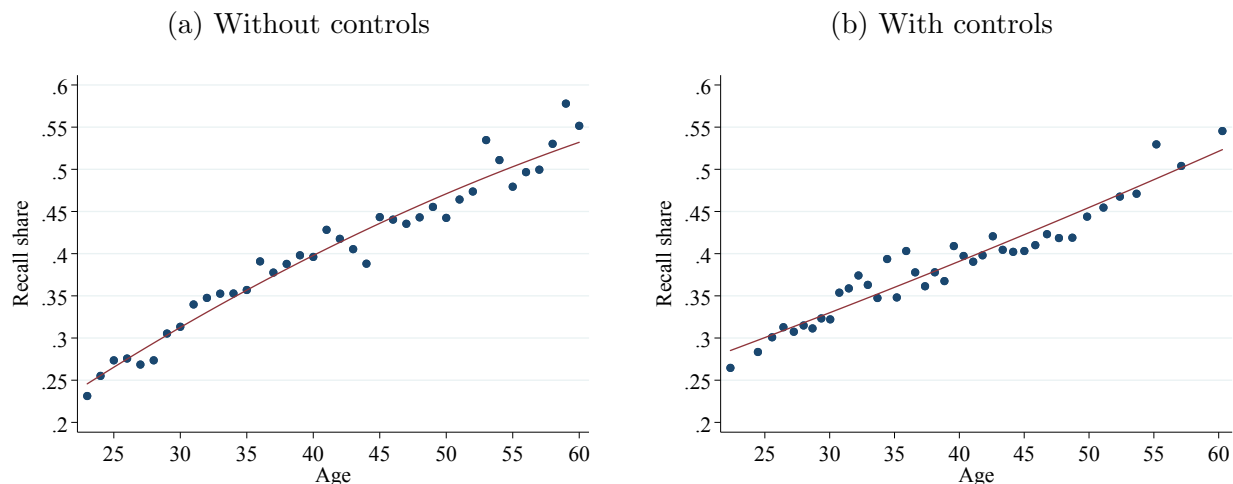 (a) Without controls
.6
.55
.5
.45
.4
.35
.3
.25
.2
Recall share
25 30 35 40 45 50 55 60
Age
(b) With controls
.6
.55
.5
.45
.4
.35
.3
.25
.2
Recall share
25 30 35 40 45 50 55 60
Age